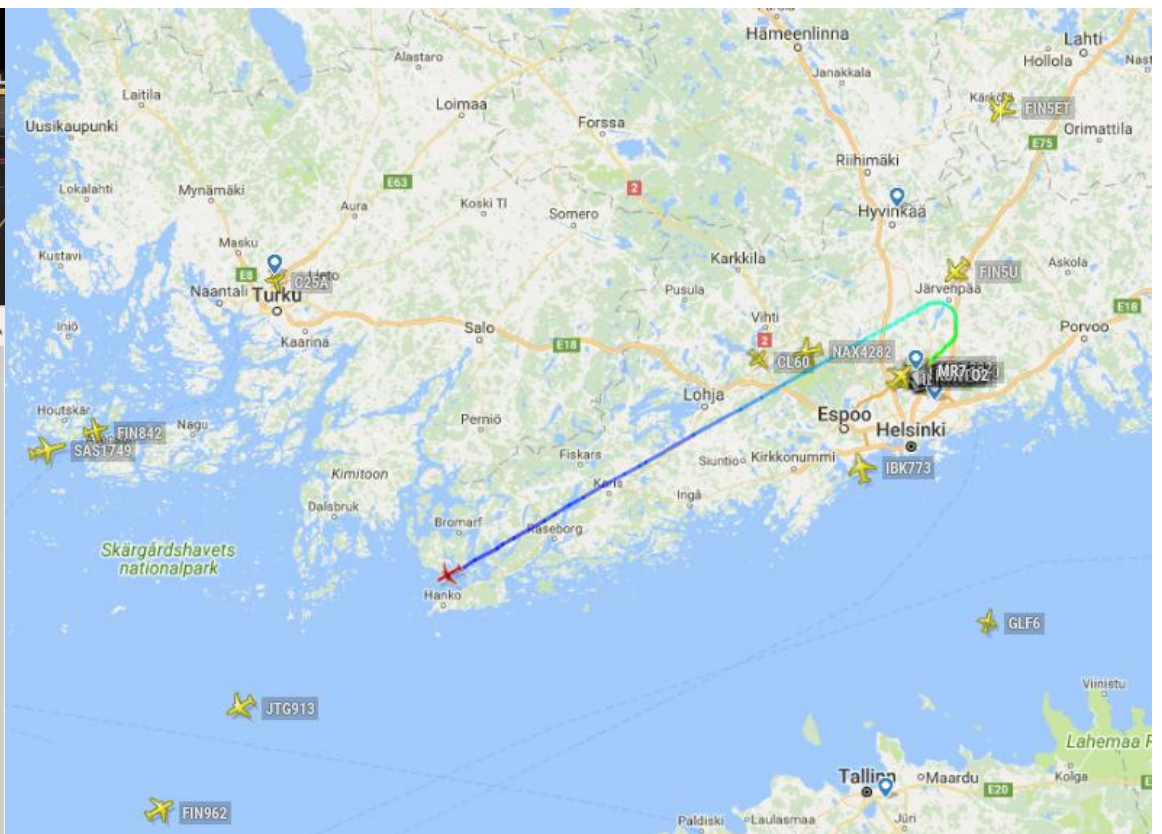 Hämeenlinna
Lahti
Hollola
Nast
Alastaro
Janakkala
Laitila
Loimaa
Kärkölä
FIN5ET
Uusikaupunki
Forssa
Orimattila
E75
Riihimäki
E63
2
Lokalahti
Mynämäki
Aura
Koski Tl
Somero
Hyvinkää
Masku
Kustavi
Karkkila
Askola
E8
Lieto
C25A
FIN5U
Naantali
Turku
Pusula
Järvenpää
E18
Iniö
Kaarina
Salo
E18
Vihti
2
Porvoo
CL60
NAX4282
MR7
Lohja
Houtskär
Nagu
Perniö
Espoo
Helsinki
FIN842
SAS1749
Fiskars
Siuntio
Kirkkonummi
IBK773
Kimitoon
Karis
Ingå
Dalsbruk
Bromarf
Raseborg
Skärgårdshavets
nationalpark
Hanko
GLF6
Viinistu
JTG913
Lahemaa R
Tallinn
Maardu
Kolga
E20
FIN962
Paldiski
Laulasmaa
Jüri